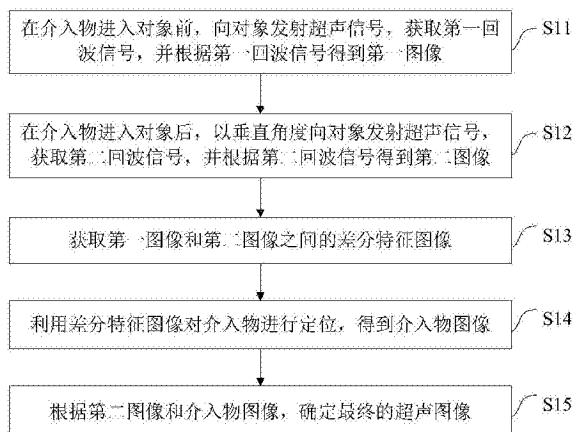 在介入物进入对象前，向对象发射超声信号，获取第一回
波信号，并根据第一回波信号得到第一图像
S11
在介入物进入对象后，以垂直角度向对象发射超声信号，
获取第二回波信号，并根据第二回波信号得到第二图像
S12
获取第一图像和第二图像之间的差分特征图像
S13
利用差分特征图像对介入物进行定位，得到介入物图像
S14
根据第二图像和介入物图像，确定最终的超声图像
S15